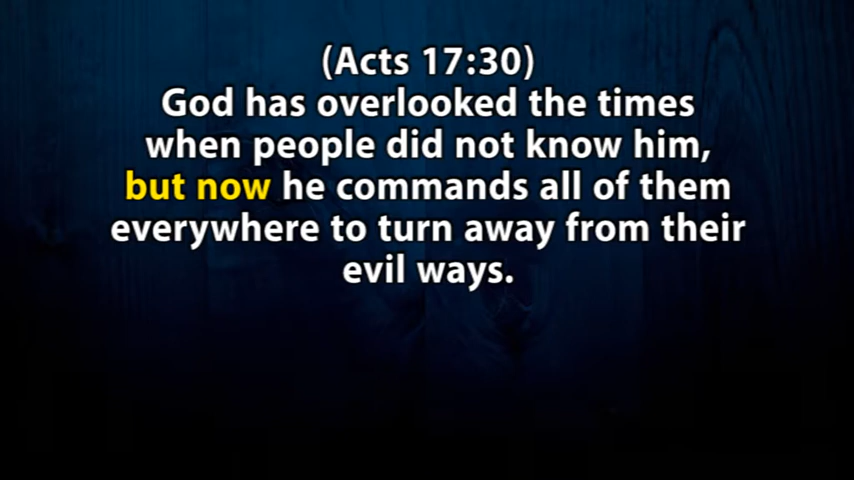 (Acts 17:30)
God has overlooked the times
when people did not know him,
but now he commands all of them
everywhere to turn away from their
evil ways.